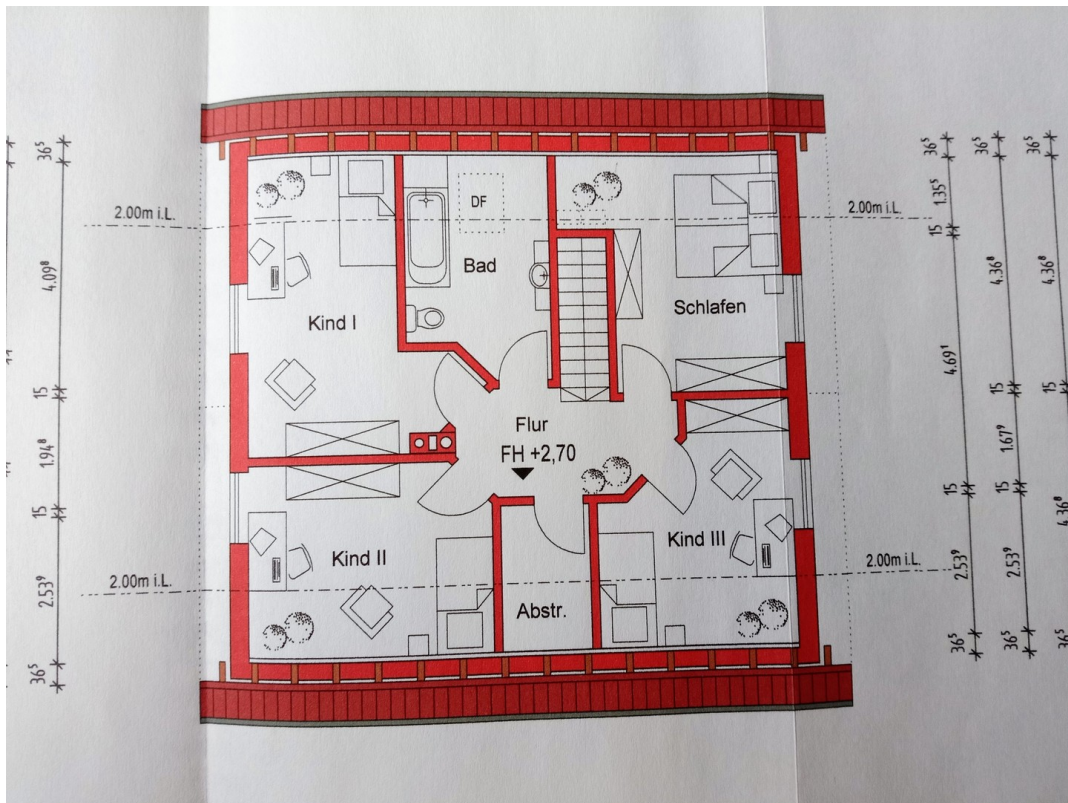 36⁵
4.09⁸
15
1.94⁸
15
2.53⁹
36⁵
2.00m i.L.
2.00m i.L.
DF
Bad
Kind I
Schlafen
Flur
FH +2,70
Kind II
Abstr.
Kind III
2.00m i.L.
2.00m i.L.
36⁵
1.35⁵
15
4.69¹
15
2.53⁹
36⁵
36⁵
4.36⁸
15
1.67⁹
15
2.53⁹
36⁵
36⁵
4.36⁸
15
4.36⁸
36⁵